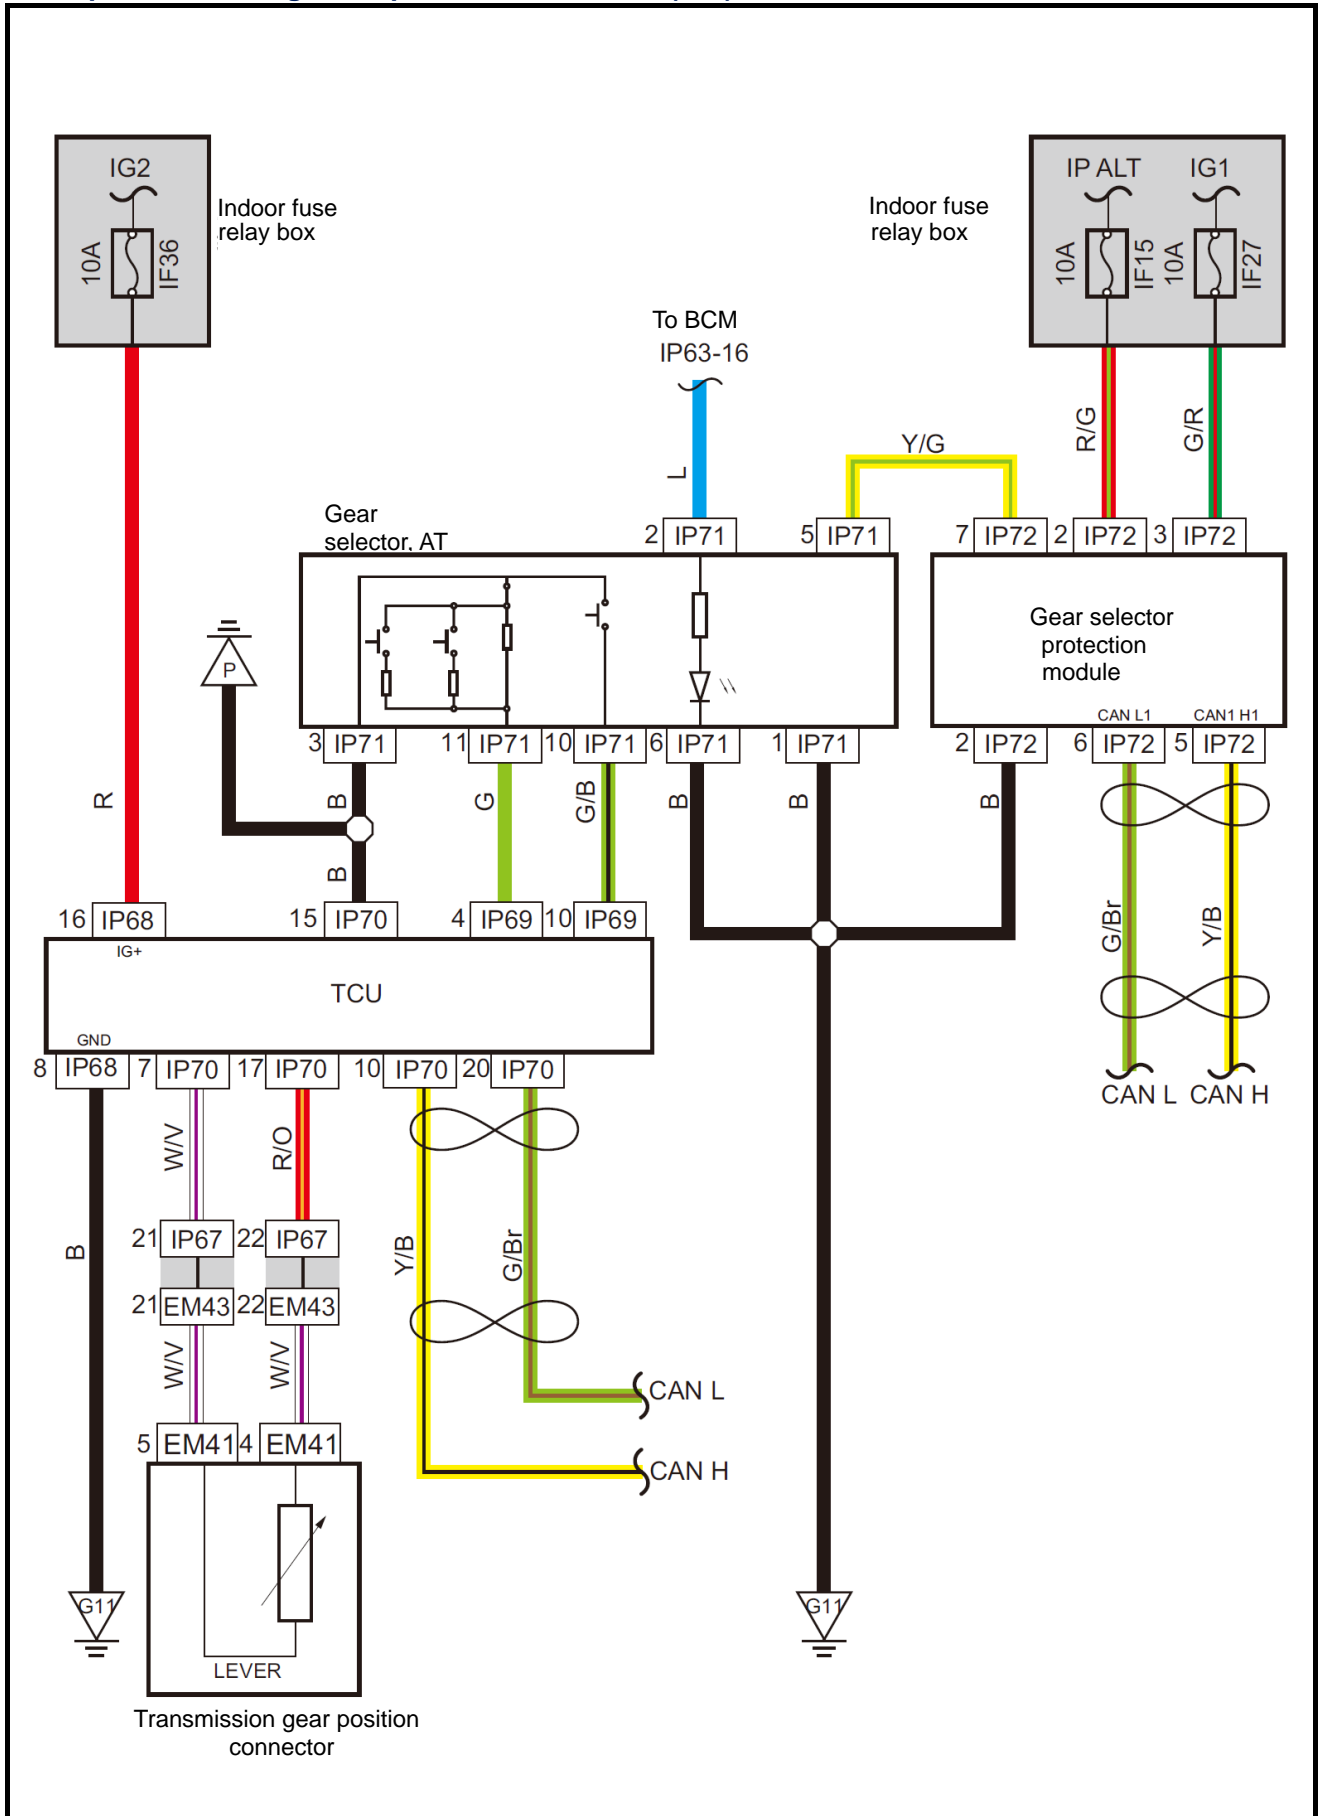 IG2
10A
IF36
Indoor fuse
relay box
Indoor fuse
relay box
IP ALT
IG1
10A
IF15
10A
IF27
To BCM
IP63-16
R/G
G/R
Y/G
L
Gear
selector, AT
2 IP71
5 IP71
7 IP72
2 IP72
3 IP72
Gear selector
protection
module
P
CAN L1
CAN1 H1
3 IP71
11 IP71
10 IP71
6 IP71
1 IP71
2 IP72
6 IP72
5 IP72
R
B
G
G/B
B
B
B
B
G/Br
Y/B
16 IP68
15 IP70
4 IP69
10 IP69
IG+
TCU
GND
8 IP68
7 IP70
17 IP70
10 IP70
20 IP70
CAN L
CAN H
W/V
R/O
B
21 IP67
22 IP67
Y/B
G/Br
21 EM43
22 EM43
W/V
W/V
CAN L
5 EM41
4 EM41
CAN H
G11
G11
LEVER
Transmission gear position
connector